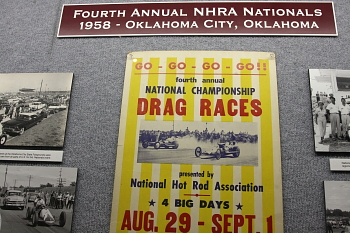 FOURTH ANNUAL NHRA NATIONALS
1958 - OKLAHOMA CITY, OKLAHOMA
GO - GO - GO - GO!!
fourth annual
NATIONAL CHAMPIONSHIP
DRAG RACES
presented by
National Hot Rod Association
★ 4 BIG DAYS ★
AUG. 29 - SEPT. 1